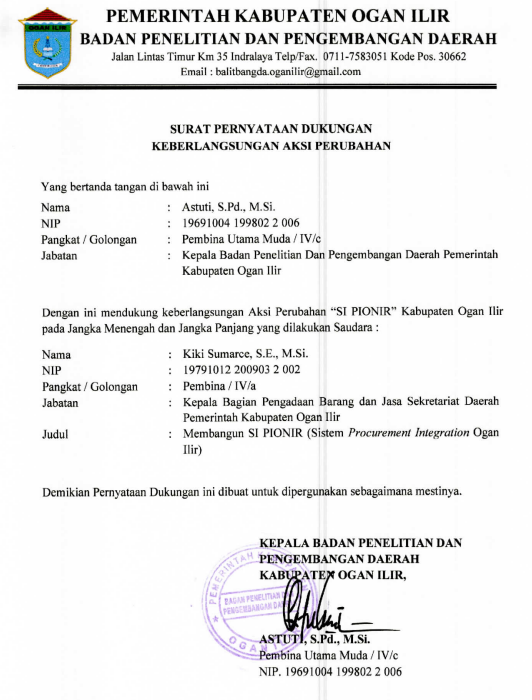 OGAN ILIR
PEMERINTAH KABUPATEN OGAN ILIR
BADAN PENELITIAN DAN PENGEMBANGAN DAERAH
Jalan Lintas Timur Km 35 Indralaya Telp/Fax. 0711-7583051 Kode Pos. 30662
Email : balitbangda.oganilir@gmail.com
SURAT PERNYATAAN DUKUNGAN
KEBERLANGSUNGAN AKSI PERUBAHAN
Yang bertanda tangan di bawah ini
Nama : Astuti, S.Pd., M.Si.
NIP : 19691004 199802 2 006
Pangkat / Golongan : Pembina Utama Muda / IV/c
Jabatan : Kepala Badan Penelitian Dan Pengembangan Daerah Pemerintah
Kabupaten Ogan Ilir
Dengan ini mendukung keberlangsungan Aksi Perubahan “SI PIONIR” Kabupaten Ogan Ilir
pada Jangka Menengah dan Jangka Panjang yang dilakukan Saudara :
Nama : Kiki Sumarce, S.E., M.Si.
NIP : 19791012 200903 2 002
Pangkat / Golongan : Pembina / IV/a
Jabatan : Kepala Bagian Pengadaan Barang dan Jasa Sekretariat Daerah
Pemerintah Kabupaten Ogan Ilir
Judul : Membangun SI PIONIR (Sistem Procurement Integration Ogan
Ilir)
Demikian Pernyataan Dukungan ini dibuat untuk dipergunakan sebagaimana mestinya.
KEPALA BADAN PENELITIAN DAN
PENGEMBANGAN DAERAH
KABUPATEN OGAN ILIR,
PEMERINTAH
BADAN PENELITIAN
PENGEMBANGAN
OGAN
ASTUTI, S.Pd., M.Si.
Pembina Utama Muda / IV/c
NIP. 19691004 199802 2 006